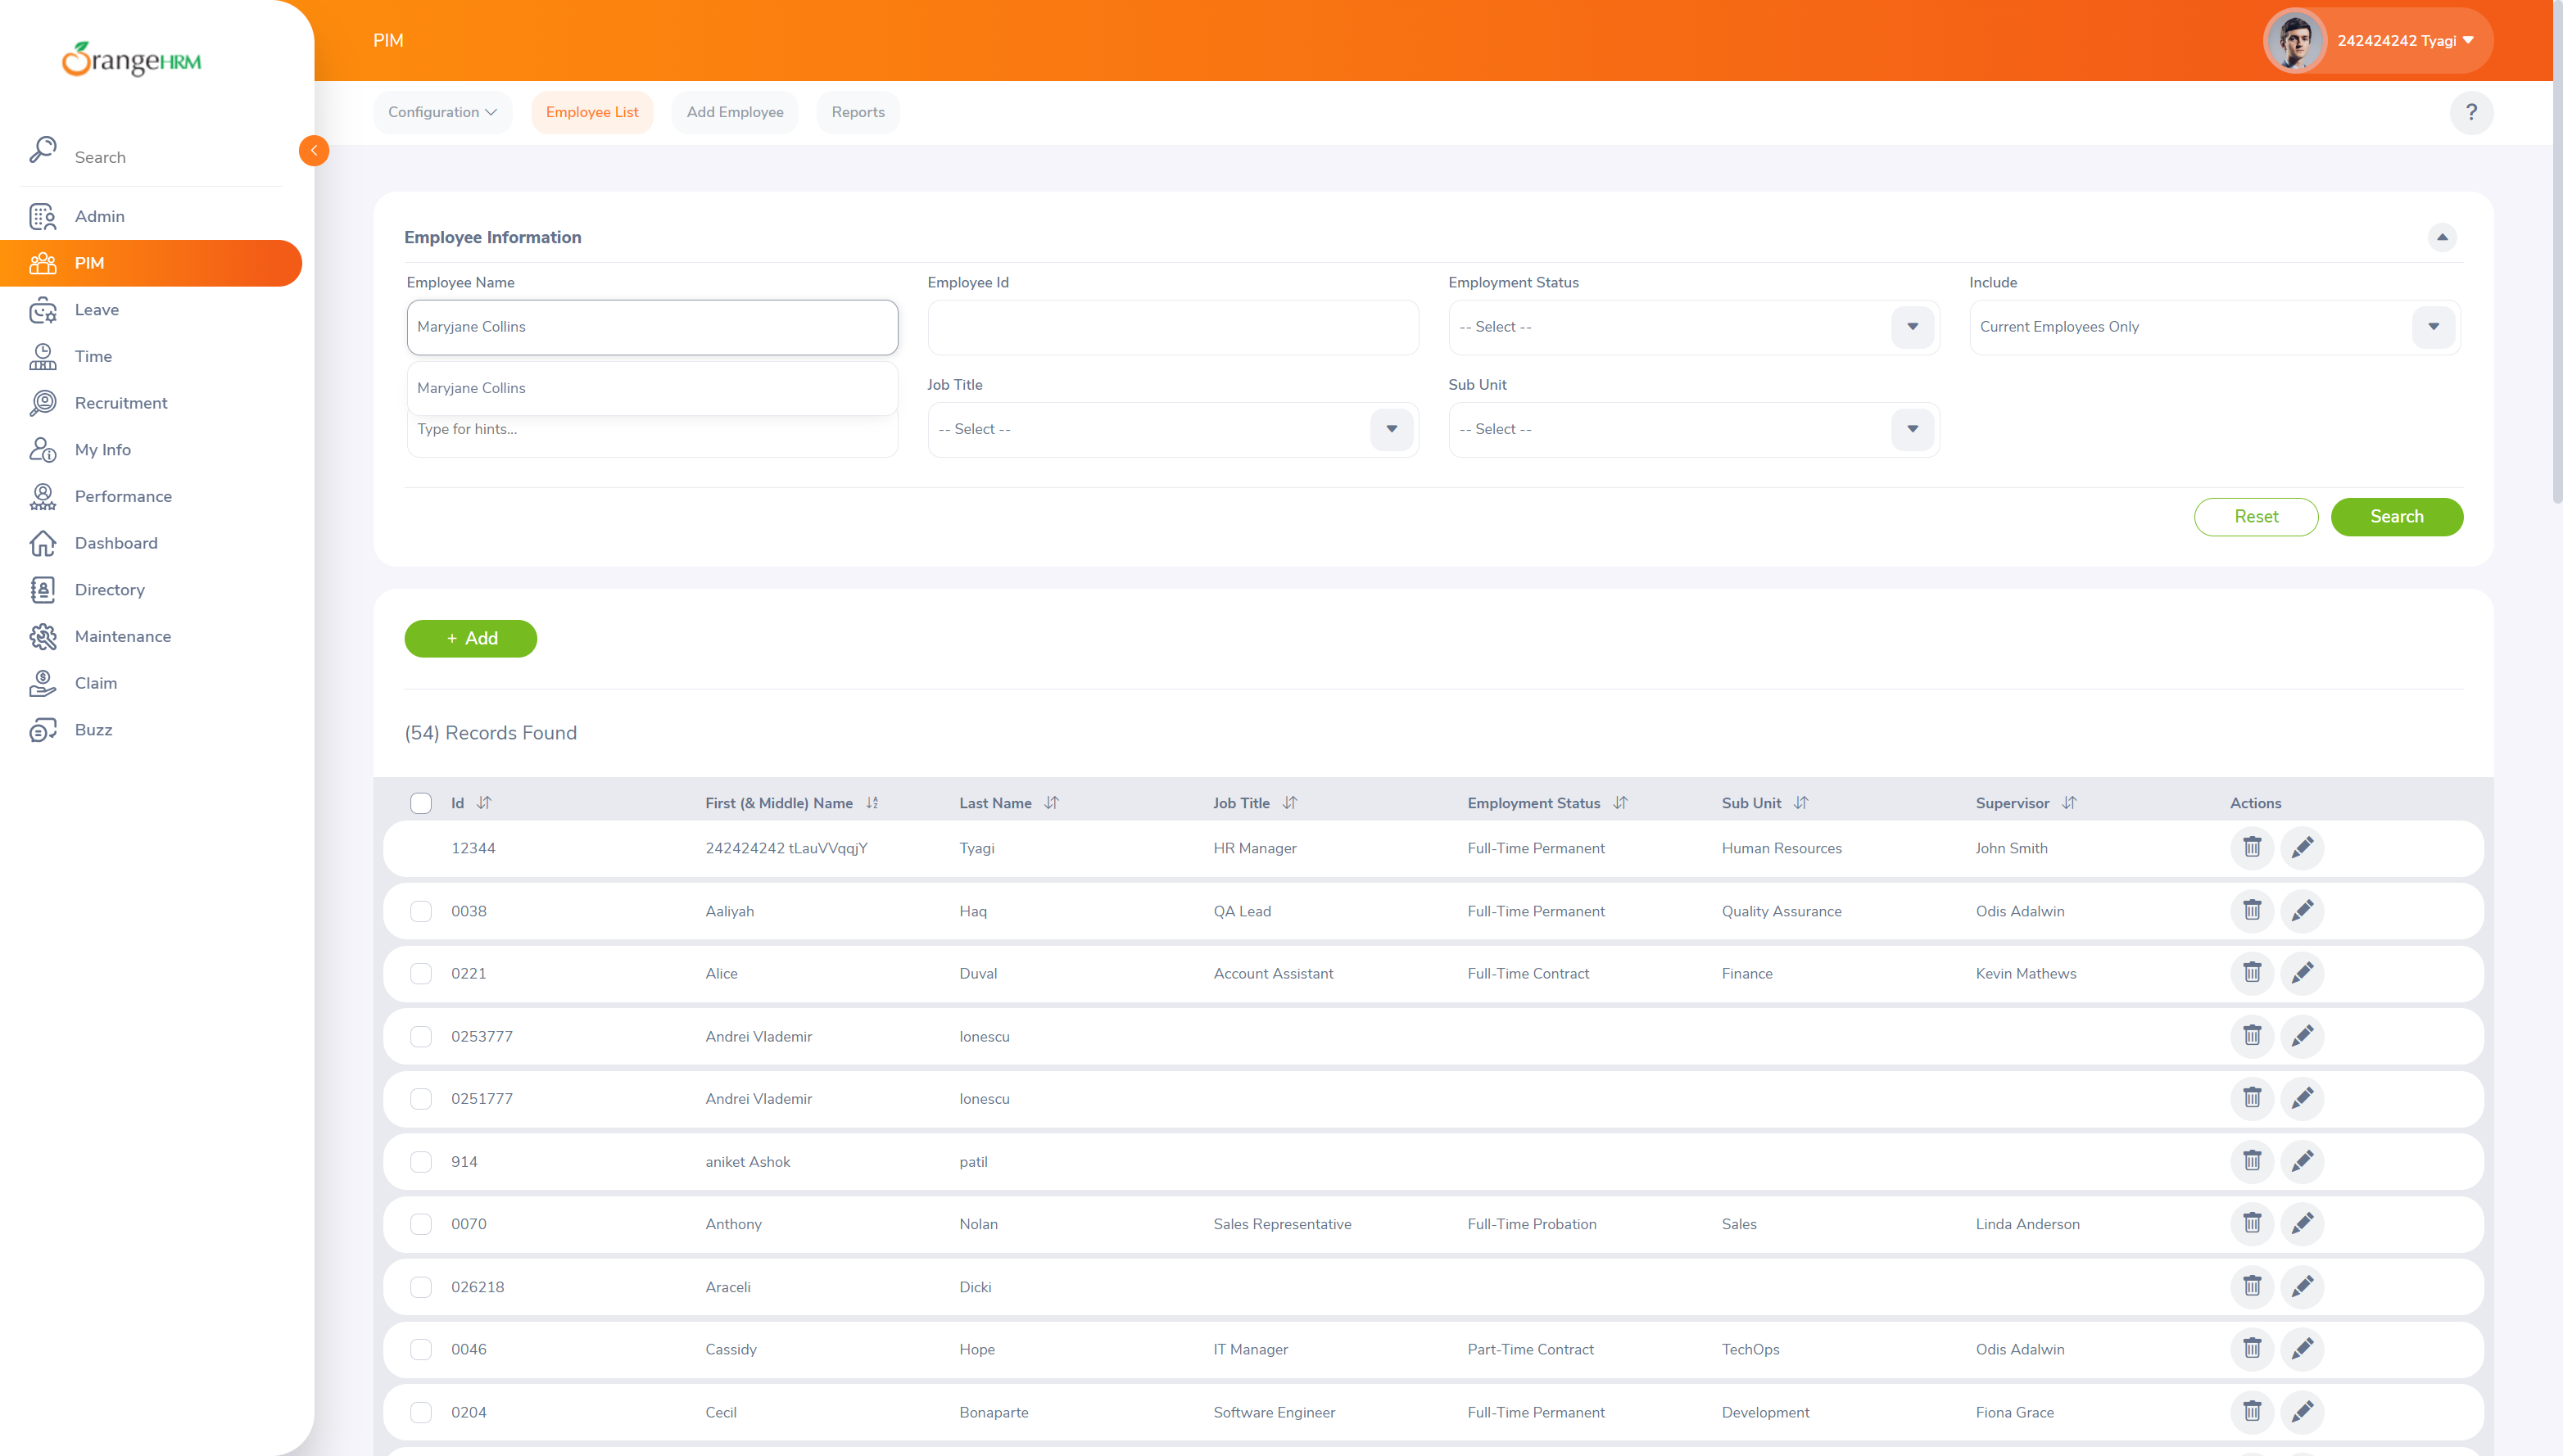 OrangeHRM
PIM
242424242 Tyagi
Configuration
Employee List
Add Employee
Reports
?
Search
Admin
PIM
Leave
Time
Recruitment
My Info
Performance
Dashboard
Directory
Maintenance
Claim
Buzz
Employee Information
Employee Name
Employee Id
Employment Status
Include
Maryjane Collins
-- Select --
Current Employees Only
Maryjane Collins
Job Title
Sub Unit
Type for hints...
-- Select --
-- Select --
Reset
Search
+ Add
(54) Records Found
Id First (& Middle) Name Last Name Job Title Employment Status Sub Unit Supervisor Actions
12344 242424242 tLauVVqqjY Tyagi HR Manager Full-Time Permanent Human Resources John Smith
0038 Aaliyah Haq QA Lead Full-Time Permanent Quality Assurance Odis Adalwin
0221 Alice Duval Account Assistant Full-Time Contract Finance Kevin Mathews
0253777 Andrei Vlademir Ionescu
0251777 Andrei Vlademir Ionescu
914 aniket Ashok patil
0070 Anthony Nolan Sales Representative Full-Time Probation Sales Linda Anderson
026218 Araceli Dicki
0046 Cassidy Hope IT Manager Part-Time Contract TechOps Odis Adalwin
0204 Cecil Bonaparte Software Engineer Full-Time Permanent Development Fiona Grace